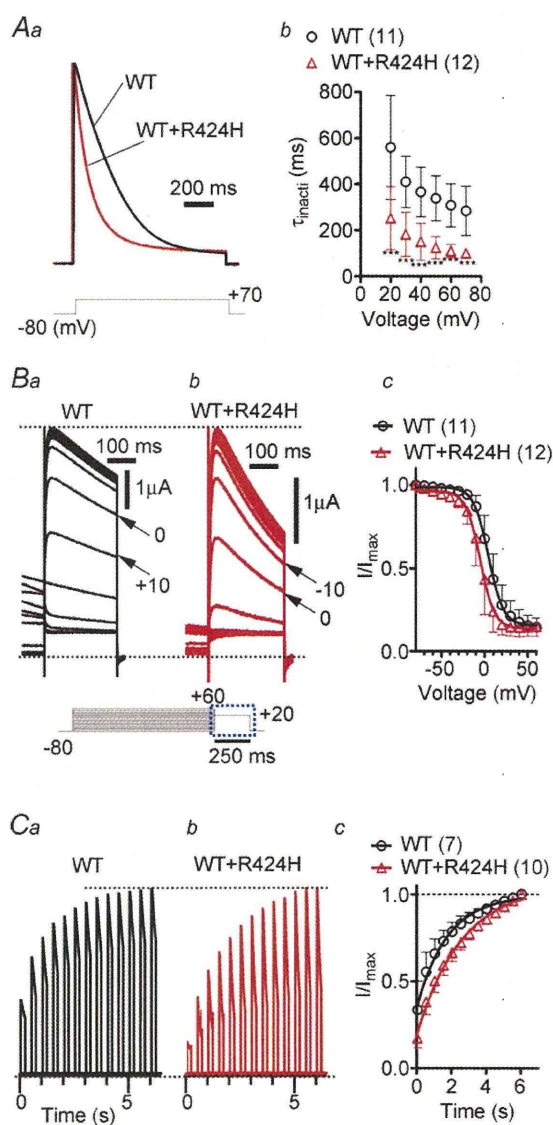 Aa
WT
WT+R424H
200 ms
-80 (mV)
+70
b
WT (11)
WT+R424H (12)
τinacti (ms)
800
600
400
200
0
0 20 40 60 80
Voltage (mV)
*** *** *** *** *** ***
Ba
WT
100 ms
1μA
0
+10
b
WT+R424H
100 ms
1μA
-10
0
+60
+20
-80
250 ms
c
WT (11)
WT+R424H (12)
I/Imax
1.0
0.5
0.0
-50 0 50
Voltage (mV)
Ca
WT
0 5
Time (s)
b
WT+R424H
0 5
Time (s)
c
WT (7)
WT+R424H (10)
I/Imax
1.0
0.5
0.0
0 2 4 6
Time (s)